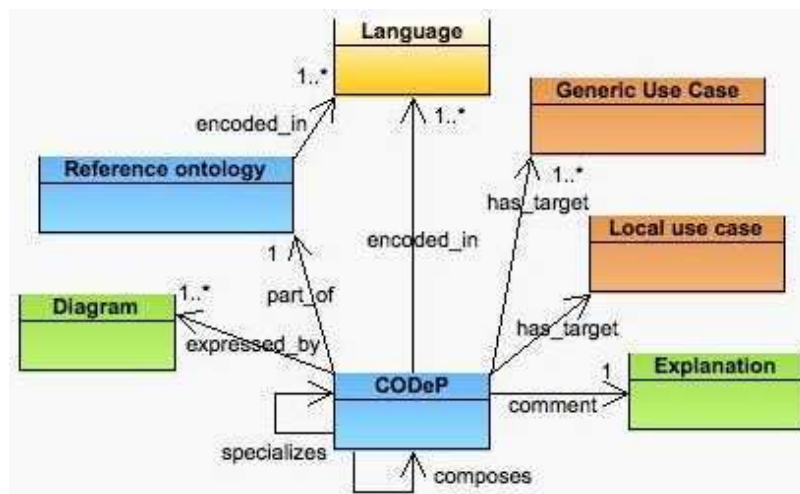 Language
1..*
1..*
Generic Use Case
encoded_in
Reference ontology
1..*
has_target
Local use case
encoded_in
1
part_of
1..*
Diagram
has_target
expressed_by
CODeP
1
Explanation
comment
specializes
composes